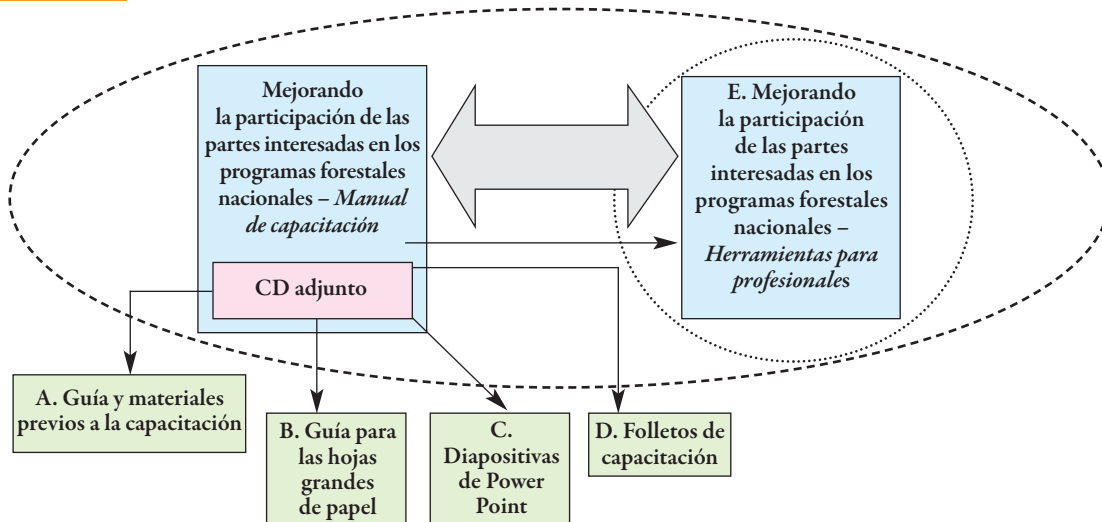 Mejorando
la participación de las
partes interesadas en los
programas forestales
nacionales – Manual
de capacitación
CD adjunto
E. Mejorando
la participación
de las partes
interesadas en los
programas forestales
nacionales –
Herramientas para
profesionales
A. Guía y materiales
previos a la capacitación
B. Guía para
las hojas
grandes
de papel
C.
Diapositivas
de Power
Point
D. Folletos de
capacitación